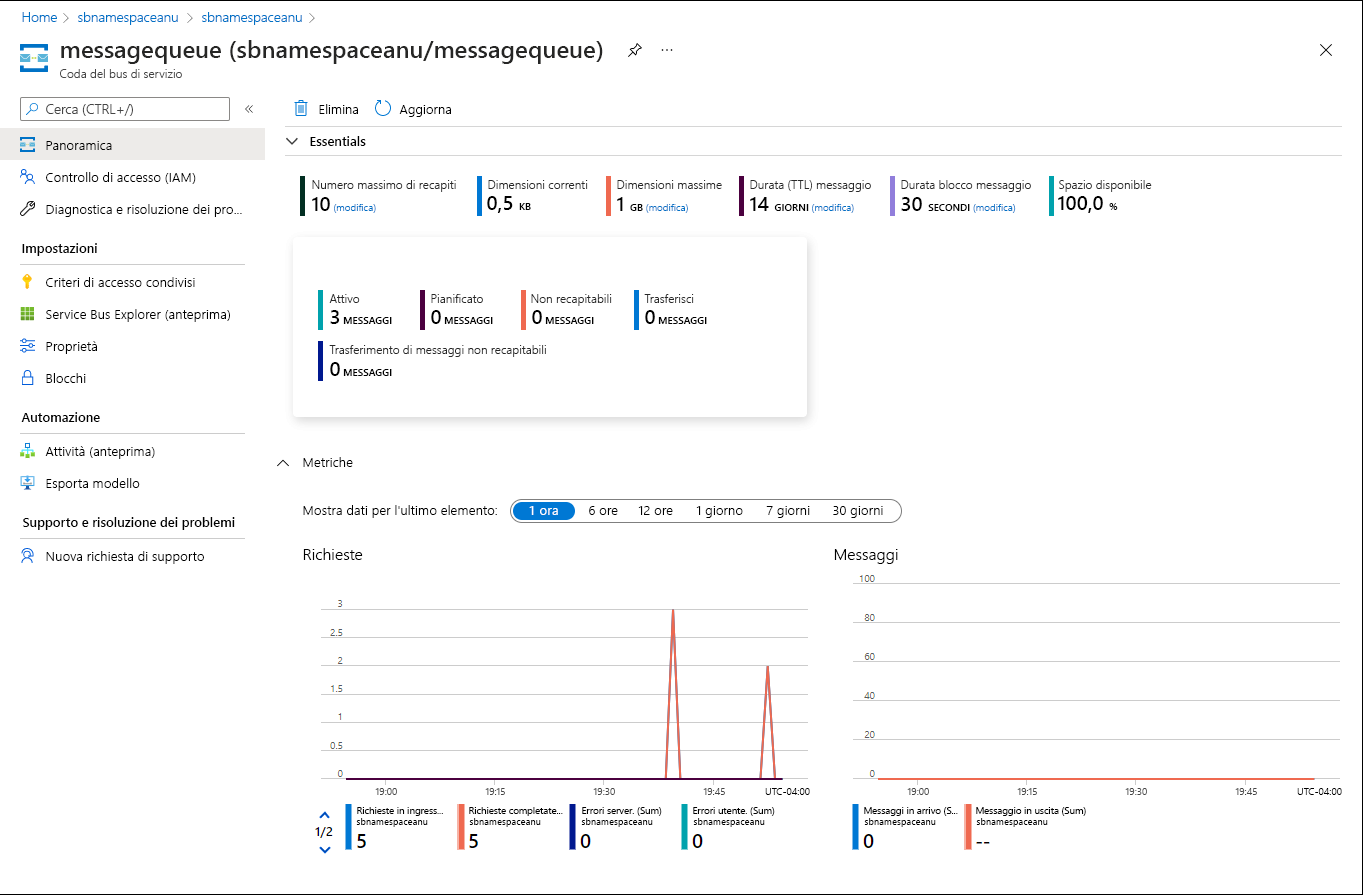 Home > sbnamespaceanu > sbnamespaceanu >
messagequeue (sbnamespaceanu/messagequeue) ...
Coda del bus di servizio
Cerca (CTRL+/) «
Elimina Aggiorna
Panoramica
Controllo di accesso (IAM)
Diagnostica e risoluzione dei pro...
Impostazioni
Criteri di accesso condivisi
Service Bus Explorer (anteprima)
Proprietà
Blocchi
Automazione
Attività (anteprima)
Esporta modello
Supporto e risoluzione dei problemi
Nuova richiesta di supporto
Essentials
Numero massimo di recapiti
10 (modifica)
Dimensioni correnti
0,5 KB
Dimensioni massime
1 GB (modifica)
Durata (TTL) messaggio
14 GIORNI (modifica)
Durata blocco messaggio
30 SECONDI (modifica)
Spazio disponibile
100,0 %
Attivo
3 MESSAGGI
Pianificato
0 MESSAGGI
Non recapitabili
0 MESSAGGI
Trasferisci
0 MESSAGGI
Trasferimento di messaggi non recapitabili
0 MESSAGGI
Metriche
Mostra dati per l'ultimo elemento: 1 ora 6 ore 12 ore 1 giorno 7 giorni 30 giorni
Richieste
3
2.5
2
1.5
1
0.5
0
19:00 19:15 19:30 19:45 UTC-04:00
1/2
Richieste in ingress...
sbnamespaceanu
5
Richieste completate...
sbnamespaceanu
5
Errori server. (Sum)
sbnamespaceanu
0
Errori utente. (Sum)
sbnamespaceanu
0
Messaggi
100
80
60
40
20
0
19:00 19:15 19:30 19:45 UTC-04:00
Messaggi in arrivo (S...
sbnamespaceanu
0
Messaggio in uscita (Sum)
sbnamespaceanu
--